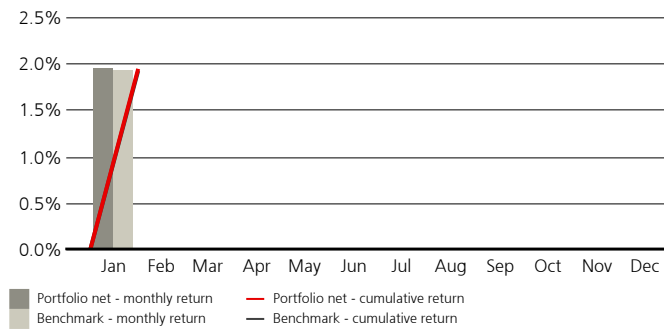 2.5%
2.0%
1.5%
1.0%
0.5%
0.0%
Jan Feb Mar Apr May Jun Jul Aug Sep Oct Nov Dec
Portfolio net - monthly return Portfolio net - cumulative return
Benchmark - monthly return Benchmark - cumulative return